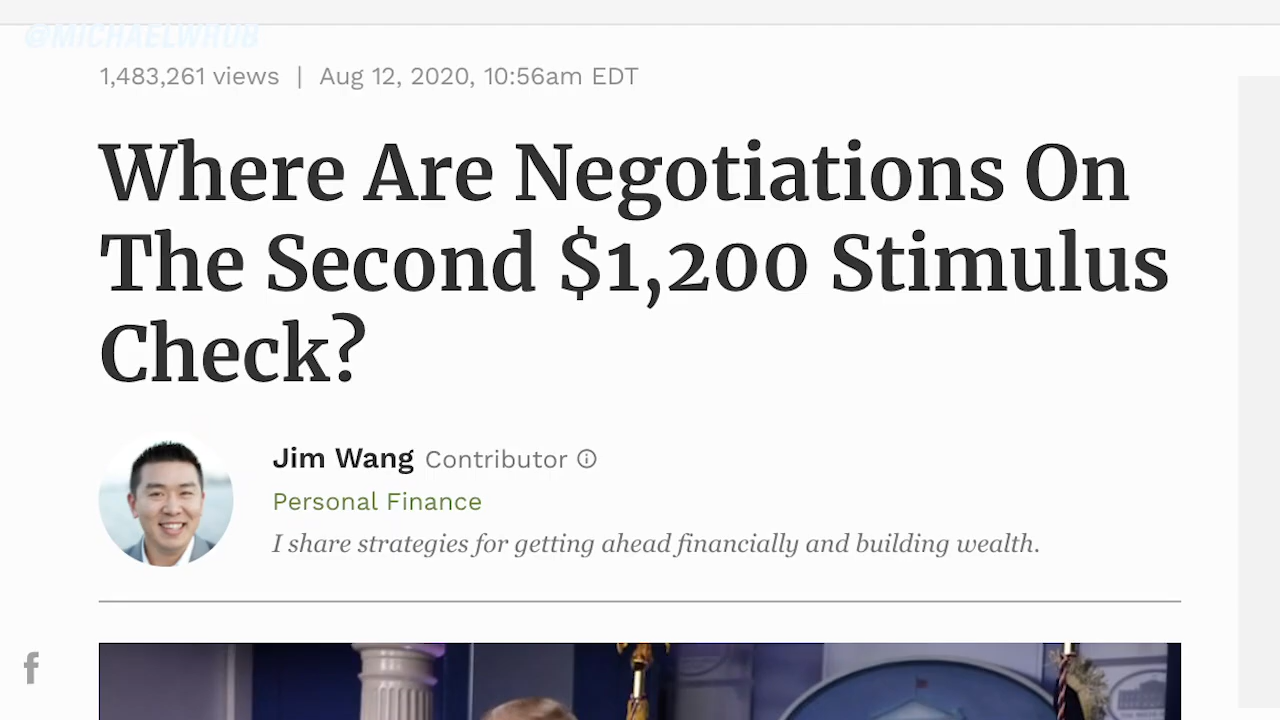 @MICHAELWHUB
1,483,261 views | Aug 12, 2020, 10:56am EDT
Where Are Negotiations On
The Second $1,200 Stimulus
Check?
Jim Wang Contributor
Personal Finance
I share strategies for getting ahead financially and building wealth.
f